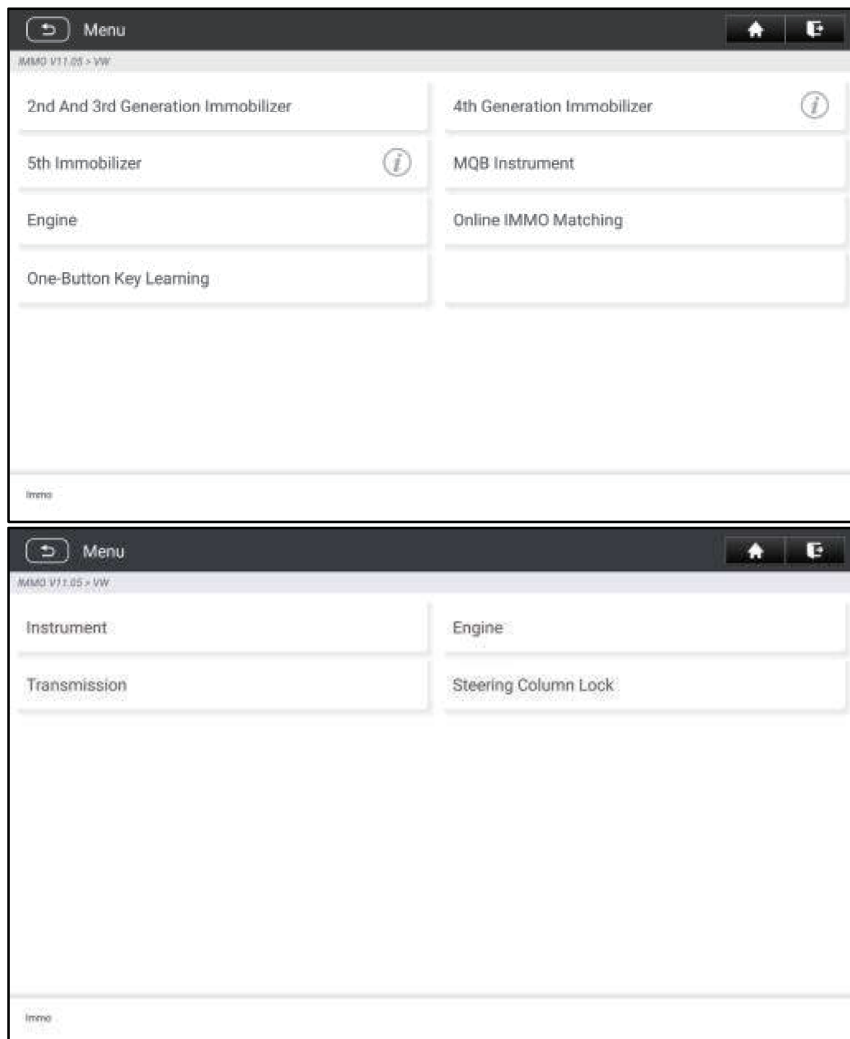 Menu
IMMO V11.05 > VW
2nd And 3rd Generation Immobilizer
4th Generation Immobilizer
5th Immobilizer
MQB Instrument
Engine
Online IMMO Matching
One-Button Key Learning
Immo
Menu
IMMO V11.05 > VW
Instrument
Engine
Transmission
Steering Column Lock
Immo